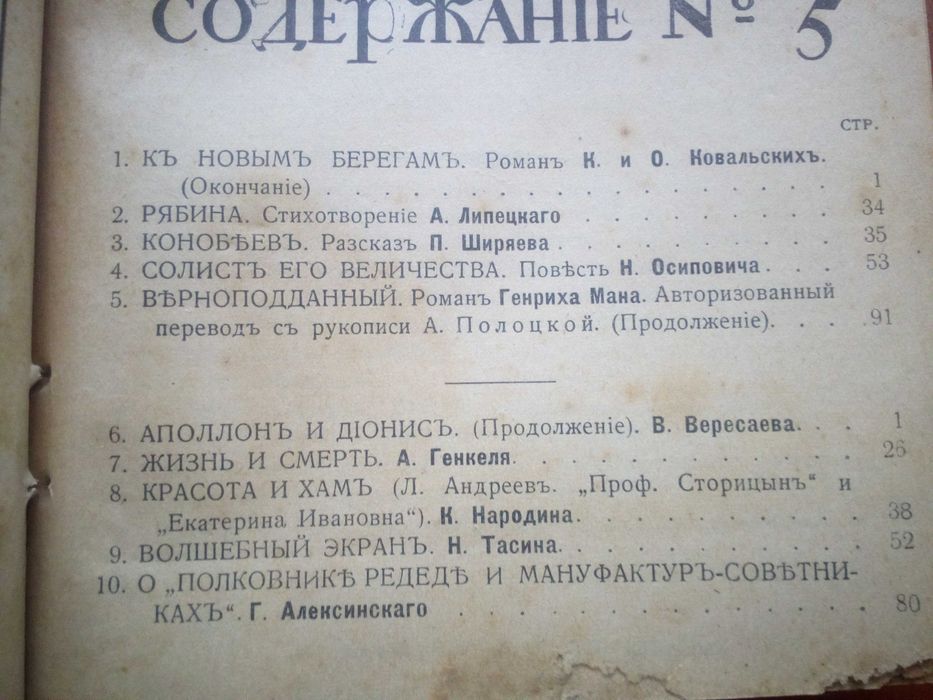 СОДЕРЖАНІЕ № 5
СТР.
1. КЪ НОВЫМЪ БЕРЕГАМЪ. Романъ К. и О. Ковальскихъ.
(Окончаніе) . . . . . . . . . . . . . . . . . 1
2. РЯБИНА. Стихотвореніе А. Липецкаго . . . . . . . . 34
3. КОНОБѢЕВЪ. Разсказъ П. Ширяева . . . . . . . . 35
4. СОЛИСТЪ ЕГО ВЕЛИЧЕСТВА. Повѣсть Н. Осиповича . . . 53
5. ВѢРНОПОДДАННЫЙ. Романъ Генриха Мана. Авторизованный
переводъ съ рукописи А. Полоцкой. (Продолженіе). . . . 91
6. АПОЛЛОНЪ И ДІОНИСЪ. (Продолженіе). В. Вересаева. . . 1
7. ЖИЗНЬ И СМЕРТЬ. А. Генкеля. . . . . . . . . . . 26
8. КРАСОТА И ХАМЪ (Л. Андреевъ. „Проф. Сторицынъ“ и
„Екатерина Ивановна“). К. Народина. . . . . . . . . 38
9. ВОЛШЕБНЫЙ ЭКРАНЪ. Н. Тасина. . . . . . . . . . 52
10. О „ПОЛКОВНИКѢ РЕДЕДѢ И МАНУФАКТУРЪ-СОВѢТНИ-
КАХЪ“. Г. Алексинскаго . . . . . . . . . . . . 80